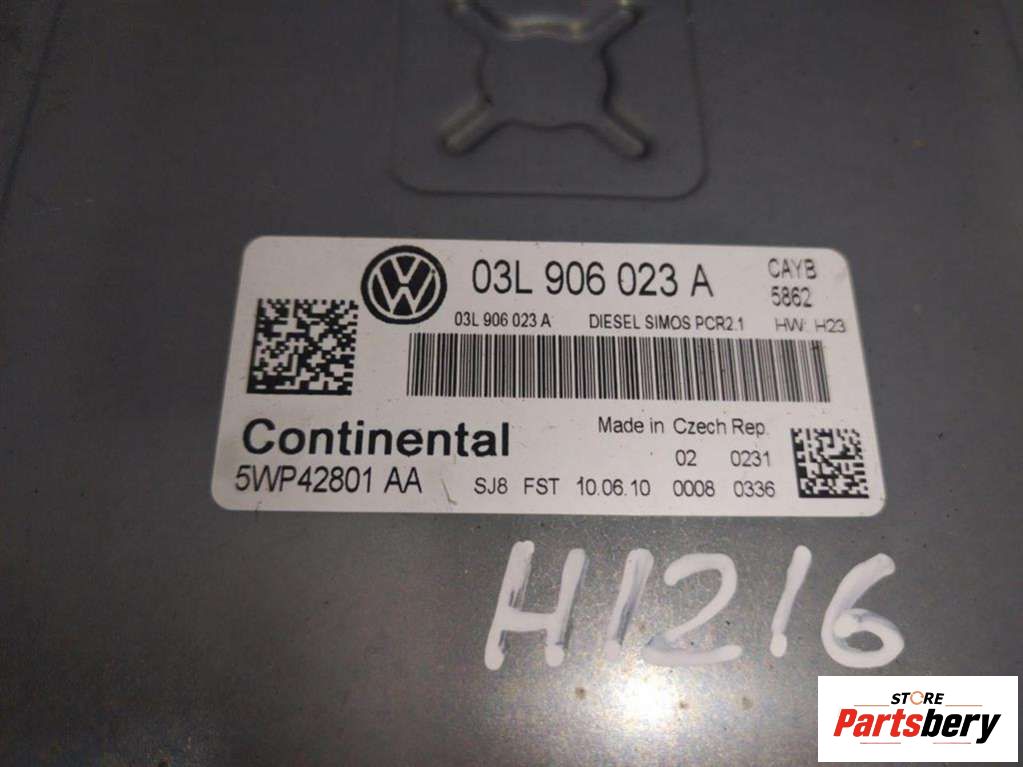 03L 906 023 A CAYB
5862
03L 906 023 A DIESEL SIMOS PCR2.1 HW: H23
Continental Made in Czech Rep.
02 0231
5WP42801 AA SJ8 FST 10.06.10 0008 0336
H1216
STORE
Partsbery